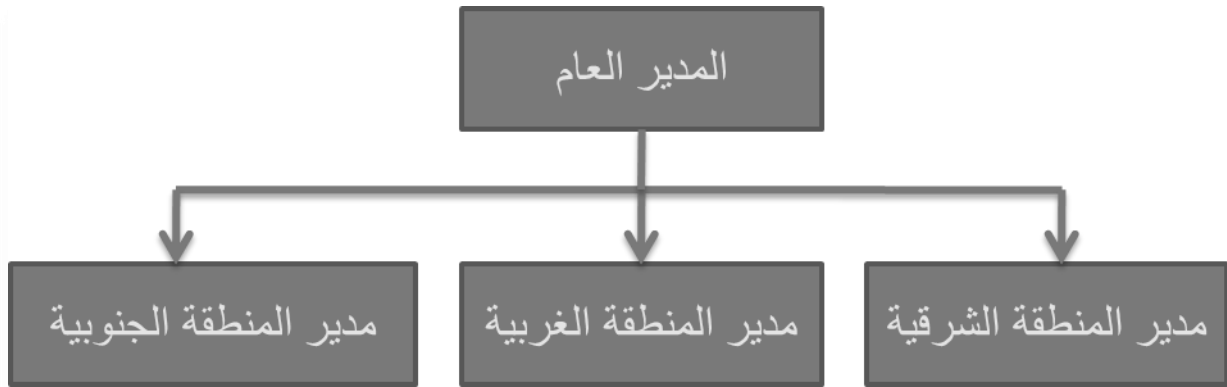 المدير العام
مدير المنطقة الشرقية
مدير المنطقة الغربية
مدير المنطقة الجنوبية